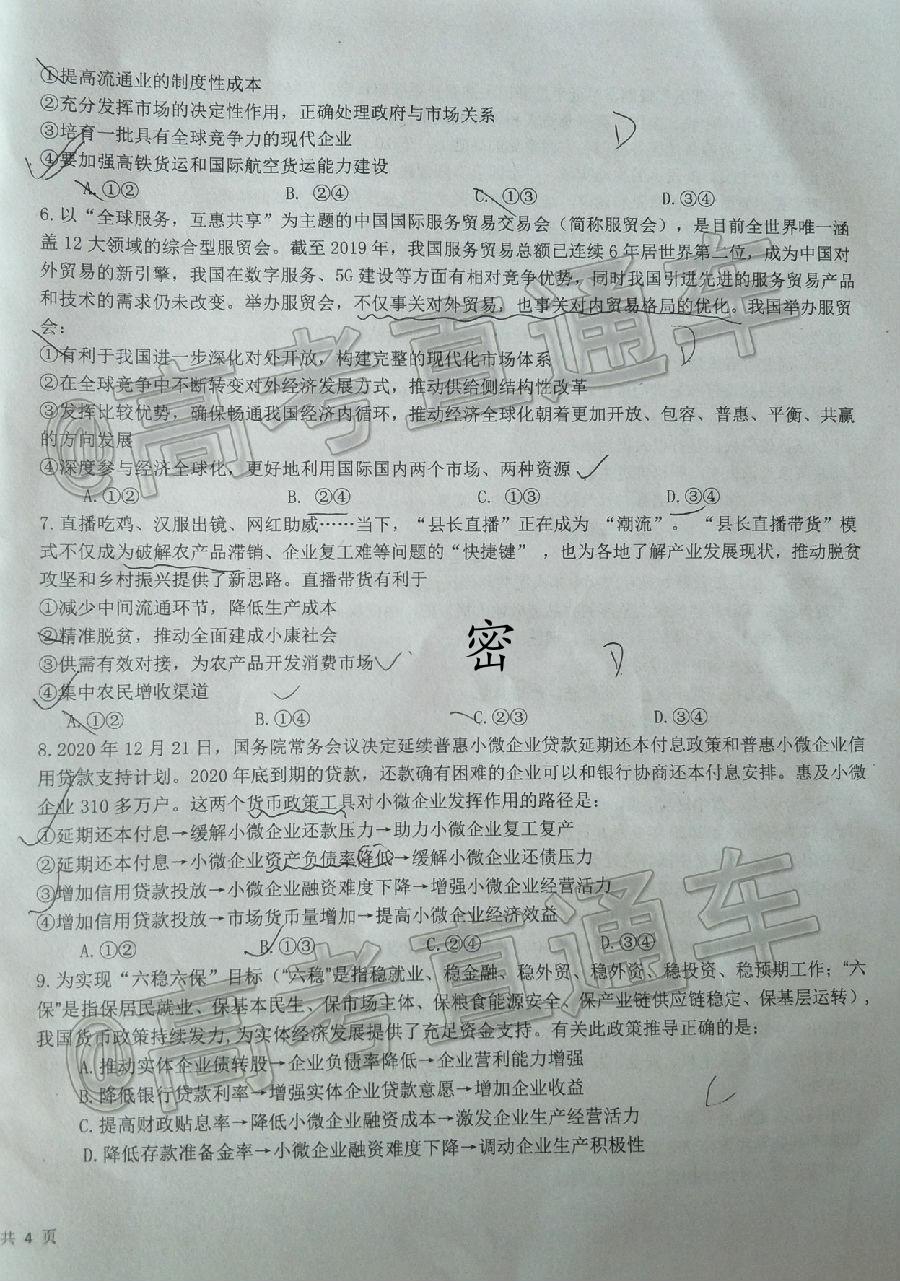 ①提高流通业的制度性成本
②充分发挥市场的决定性作用，正确处理政府与市场关系
③培育一批具有全球竞争力的现代企业
D
④要加强高铁货运和国际航空货运能力建设
A. ①② B. ②④ C. ①③ D. ③④
6. 以“全球服务，互惠共享”为主题的中国国际服务贸易交易会（简称服贸会），是目前全世界唯一涵
盖 12 大领域的综合型服贸会。截至 2019 年，我国服务贸易总额已连续 6 年居世界第二位，成为中国对
外贸易的新引擎，我国在数字服务、5G 建设等方面有相对竞争优势，同时我国引进先进的服务贸易产品
和技术的需求仍未改变。举办服贸会，不仅事关对外贸易，也事关对内贸易格局的优化。我国举办服贸
会：
①有利于我国进一步深化对外开放，构建完整的现代化市场体系
D
②在全球竞争中不断转变对外经济发展方式，推动供给侧结构性改革
③发挥比较优势，确保畅通我国经济内循环，推动经济全球化朝着更加开放、包容、普惠、平衡、共赢
的方向发展
④深度参与经济全球化，更好地利用国际国内两个市场、两种资源
A. ①② B. ②④ C. ①③ D. ③④
7. 直播吃鸡、汉服出镜、网红助威……当下，“县长直播”正在成为 “潮流”。 “县长直播带货”模
式不仅成为破解农产品滞销、企业复工难等问题的“快捷键” ，也为各地了解产业发展现状，推动脱贫
攻坚和乡村振兴提供了新思路。直播带货有利于
①减少中间流通环节，降低生产成本
②精准脱贫，推动全面建成小康社会
密
D
③供需有效对接，为农产品开发消费市场
④集中农民增收渠道
A. ①② B. ①④ C. ②③ D. ③④
8. 2020 年 12 月 21 日，国务院常务会议决定延续普惠小微企业贷款延期还本付息政策和普惠小微企业信
用贷款支持计划。2020 年底到期的贷款，还款确有困难的企业可以和银行协商还本付息安排。惠及小微
企业 310 多万户。这两个货币政策工具对小微企业发挥作用的路径是：
①延期还本付息→缓解小微企业还款压力→助力小微企业复工复产
②延期还本付息→小微企业资产负债率降低→缓解小微企业还债压力
③增加信用贷款投放→小微企业融资难度下降→增强小微企业经营活力
④增加信用贷款投放→市场货币量增加→提高小微企业经济效益
A. ①② B. ①③ C. ②④ D. ③④
9. 为实现“六稳六保”目标（“六稳”是指稳就业、稳金融、稳外贸、稳外资、稳投资、稳预期工作；“六
保”是指保居民就业、保基本民生、保市场主体、保粮食能源安全、保产业链供应链稳定、保基层运转），
我国货币政策持续发力，为实体经济发展提供了充足资金支持。有关此政策推导正确的是：
A. 推动实体企业债转股→企业负债率降低→企业营利能力增强
B. 降低银行贷款利率→增强实体企业贷款意愿→增加企业收益
C
C. 提高财政贴息率→降低小微企业融资成本→激发企业生产经营活力
D. 降低存款准备金率→小微企业融资难度下降→调动企业生产积极性
共 4 页
@高考直通车
@高考直通车